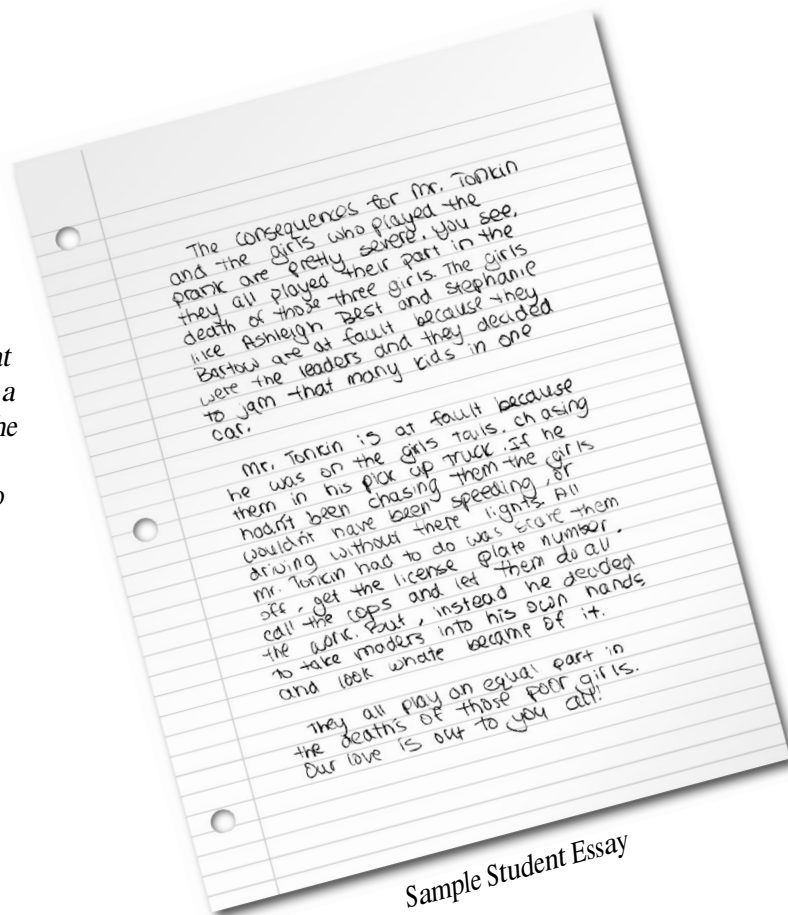 The consequences for Mr. Tonkin
and the girls who played the
prank are pretty severe. You see,
they all played their part in the
death of those three girls. The girls
like Ashleigh Best and Stephanie
Bartow are at fault because they
were the leaders and they decided
to jam that many kids in one
car.
Mr. Tonkin is at fault because
he was on the girls tails. chasing
them in his pick up truck. If he
hadn't been chasing them the girls
wouldn't have been speeding, or
driving without there lights. All
Mr. Tonkin had to do was scare them
off, get the license plate number.
call the cops and let them do all
the work. But, instead he decided
to take maders into his own hands
and look whate became of it.
They all play an equal part in
the death's of those poor girls.
Our love is out to you all!
Sample Student Essay
at
a
he
o